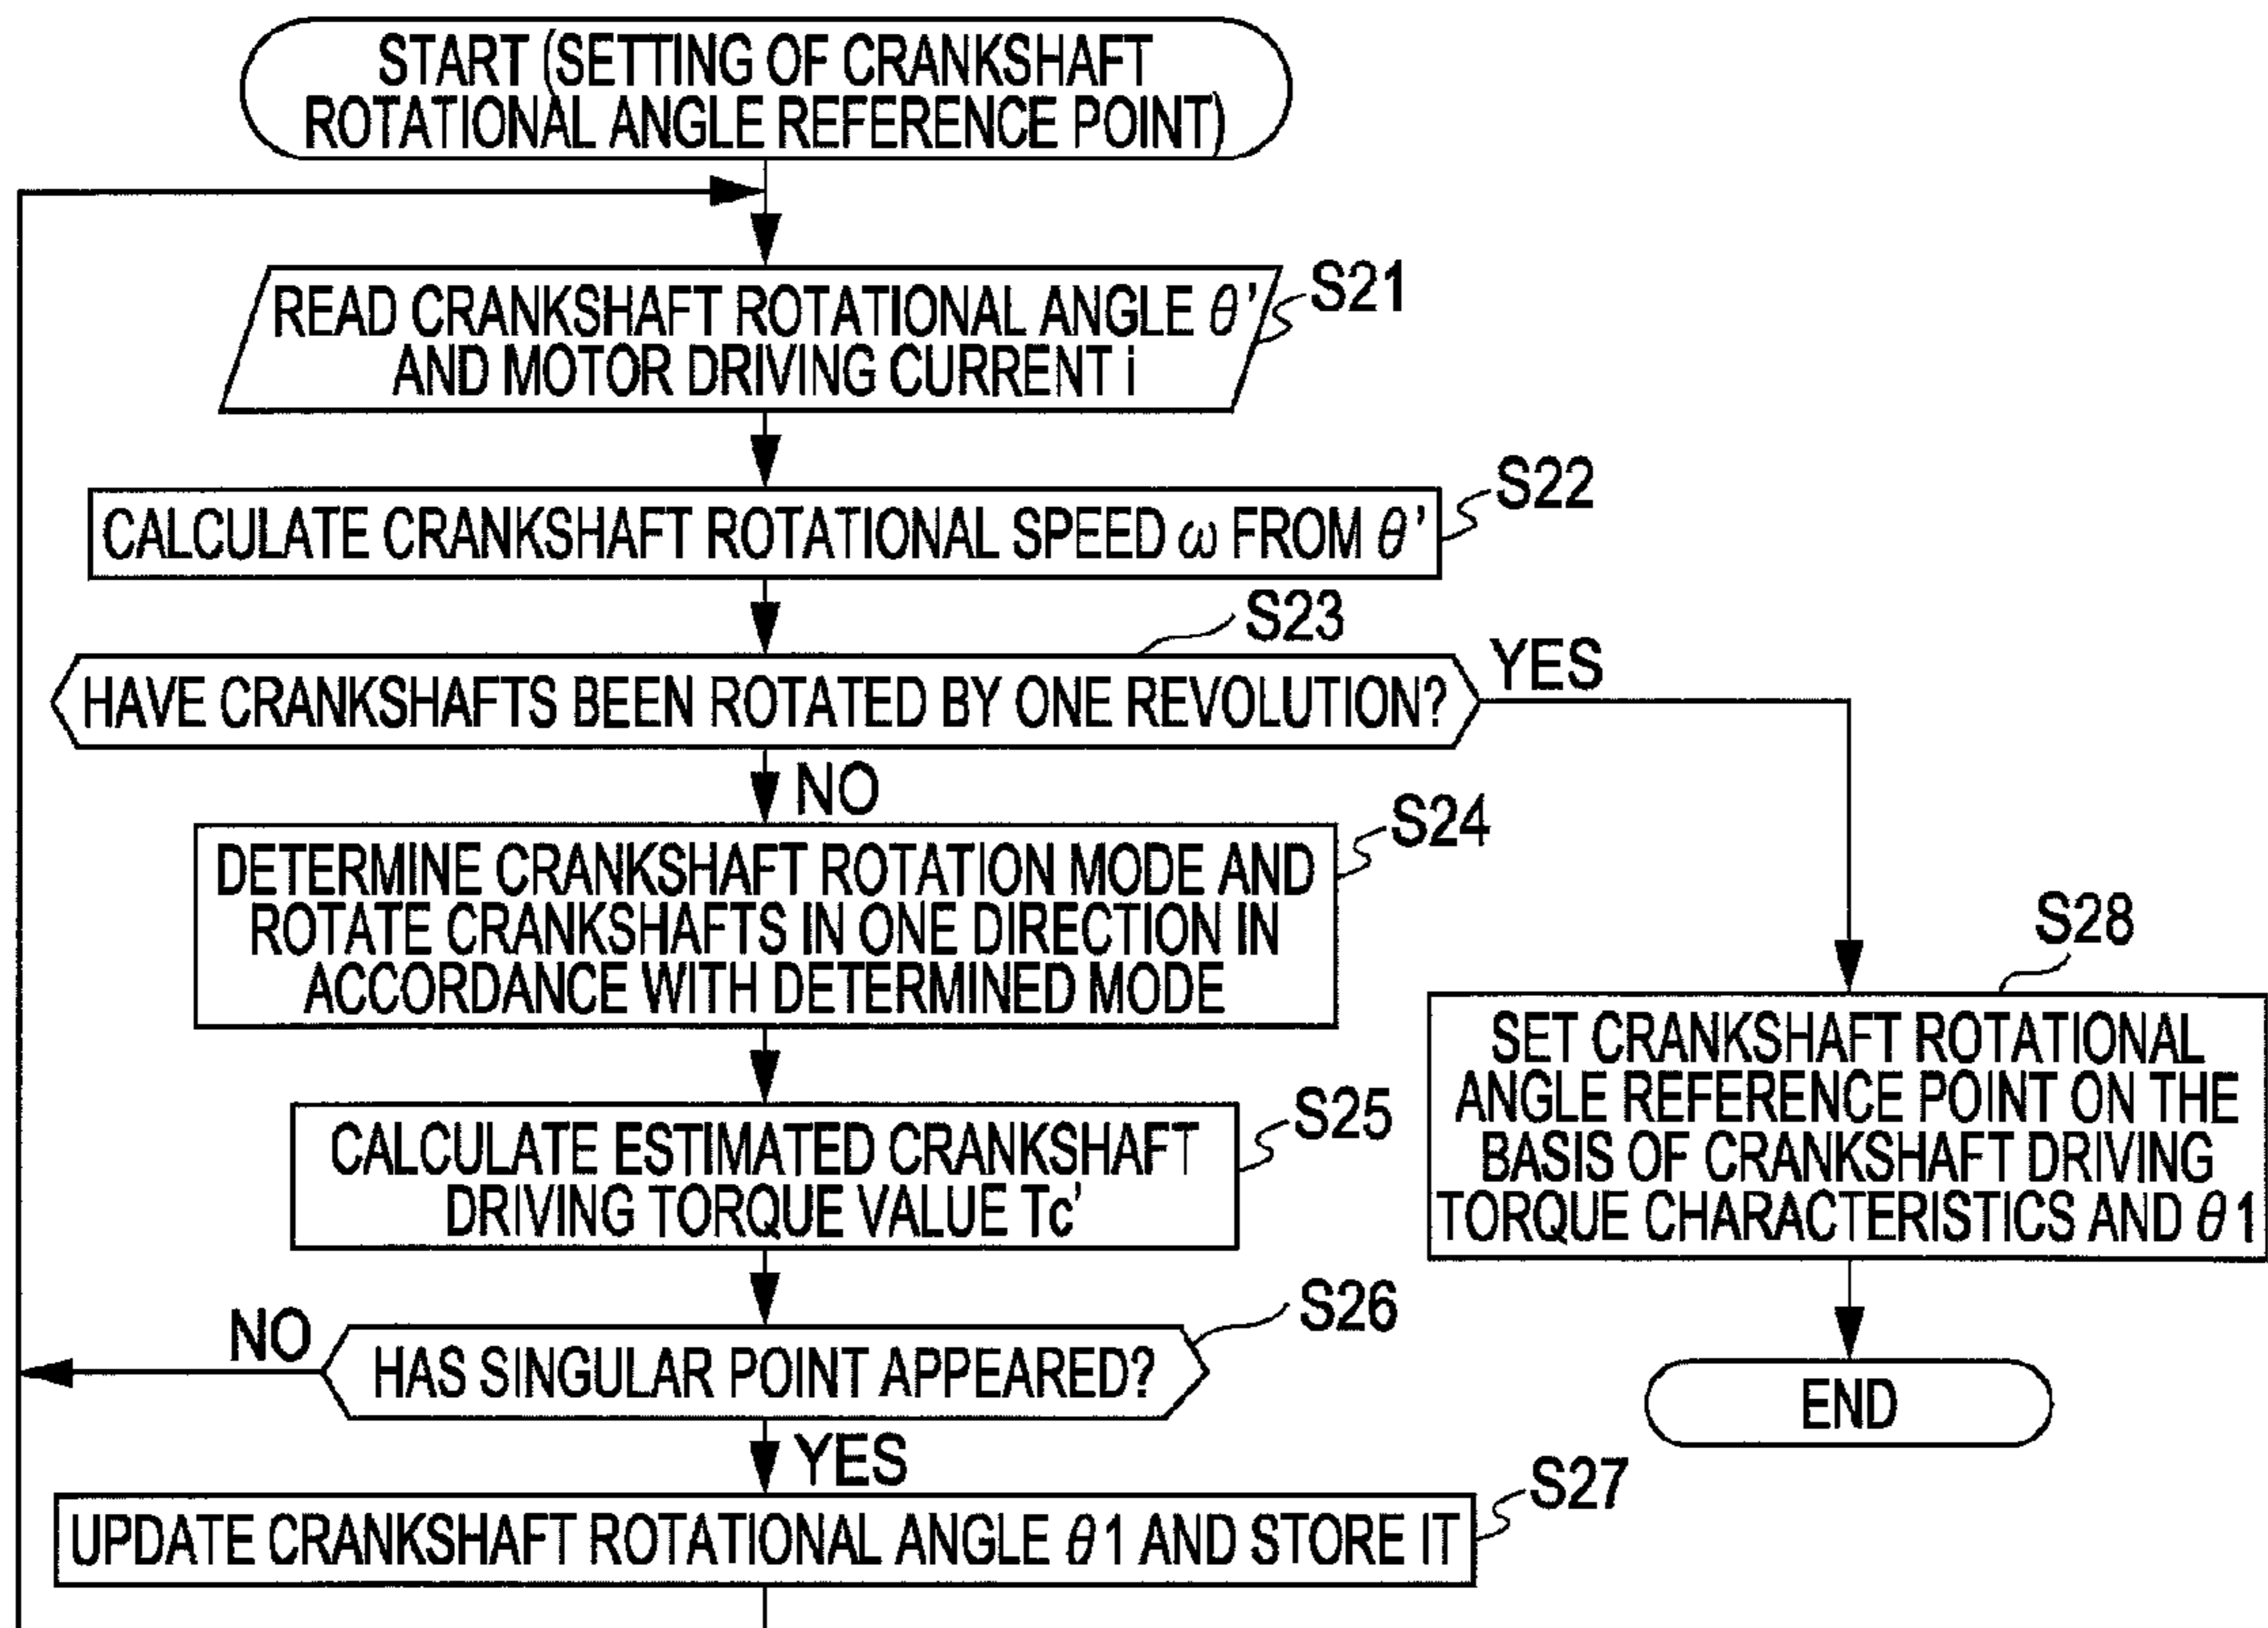 START (SETTING OF CRANKSHAFT
ROTATIONAL ANGLE REFERENCE POINT)
READ CRANKSHAFT ROTATIONAL ANGLE θ'
AND MOTOR DRIVING CURRENT i
S21
CALCULATE CRANKSHAFT ROTATIONAL SPEED ω FROM θ'
S22
HAVE CRANKSHAFTS BEEN ROTATED BY ONE REVOLUTION?
S23
YES
NO
DETERMINE CRANKSHAFT ROTATION MODE AND
ROTATE CRANKSHAFTS IN ONE DIRECTION IN
ACCORDANCE WITH DETERMINED MODE
S24
CALCULATE ESTIMATED CRANKSHAFT
DRIVING TORQUE VALUE Tc'
S25
HAS SINGULAR POINT APPEARED?
S26
NO
YES
UPDATE CRANKSHAFT ROTATIONAL ANGLE θ1 AND STORE IT
S27
S28
SET CRANKSHAFT ROTATIONAL
ANGLE REFERENCE POINT ON THE
BASIS OF CRANKSHAFT DRIVING
TORQUE CHARACTERISTICS AND θ1
END